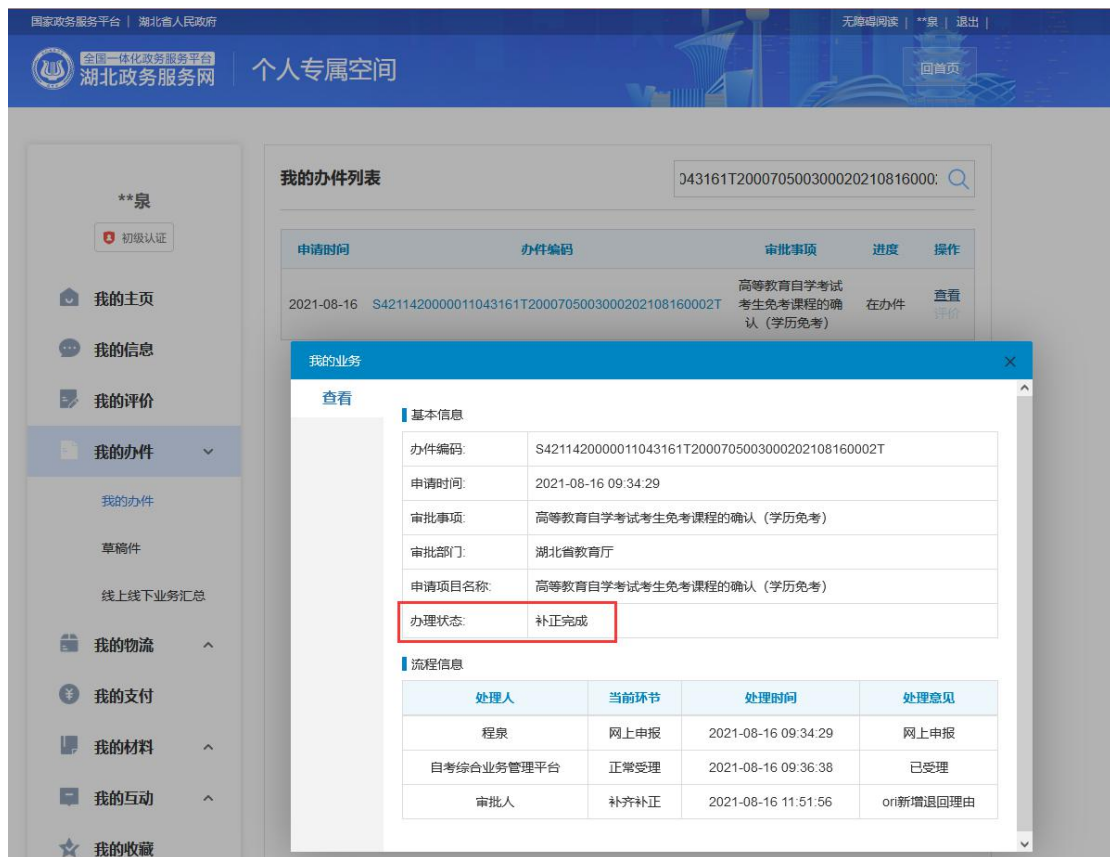 国家政务服务平台 | 湖北省人民政府
无障碍阅读 | **泉 | 退出 |
全国一体化政务服务平台
湖北政务服务网
个人专属空间
回首页
**泉
初级认证
我的主页
我的信息
我的评价
我的办件
我的办件
草稿件
线上线下业务汇总
我的物流
我的支付
我的材料
我的互动
我的收藏
我的办件列表
043161T2000705003000202108160002
申请时间 办件编码 审批事项 进度 操作
2021-08-16 S4211420000011043161T2000705003000202108160002T 高等教育自学考试 在办件 查看
考生免考课程的确 评价
认（学历免考）
我的业务
查看
基本信息
办件编码: S4211420000011043161T2000705003000202108160002T
申请时间: 2021-08-16 09:34:29
审批事项: 高等教育自学考试考生免考课程的确认（学历免考）
审批部门: 湖北省教育厅
申请项目名称: 高等教育自学考试考生免考课程的确认（学历免考）
办理状态: 补正完成
流程信息
处理人 当前环节 处理时间 处理意见
程泉 网上申报 2021-08-16 09:34:29 网上申报
自考综合业务管理平台 正常受理 2021-08-16 09:36:38 已受理
审批人 补齐补正 2021-08-16 11:51:56 ori新增退回理由